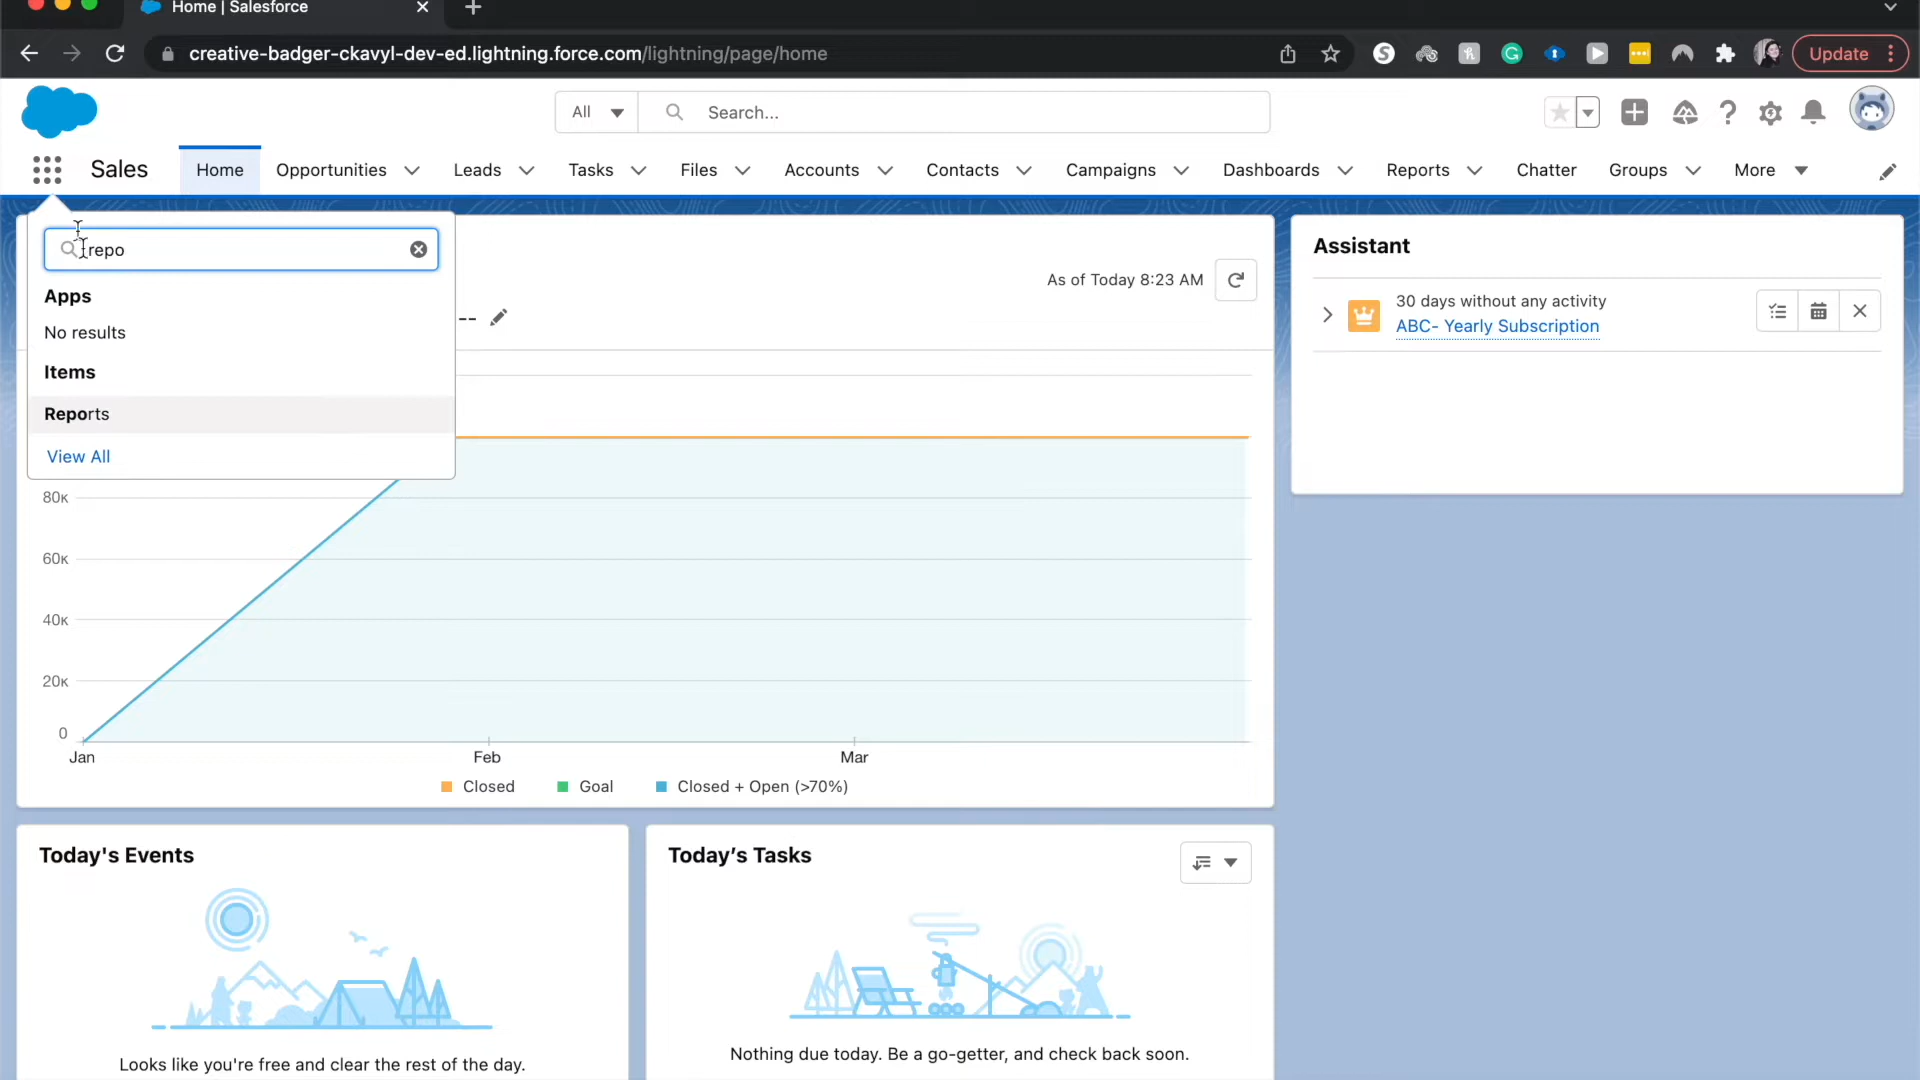 Home | Salesforce
creative-badger-ckavyl-dev-ed.lightning.force.com/lightning/page/home
Update
All
Search...
Sales
Home
Opportunities
Leads
Tasks
Files
Accounts
Contacts
Campaigns
Dashboards
Reports
Chatter
Groups
More
repo
Apps
No results
Items
Reports
View All
As of Today 8:23 AM
--
80K
60K
40K
20K
0
Jan
Feb
Mar
Closed
Goal
Closed + Open (>70%)
Assistant
30 days without any activity
ABC- Yearly Subscription
Today's Events
Looks like you're free and clear the rest of the day.
Today’s Tasks
Nothing due today. Be a go-getter, and check back soon.